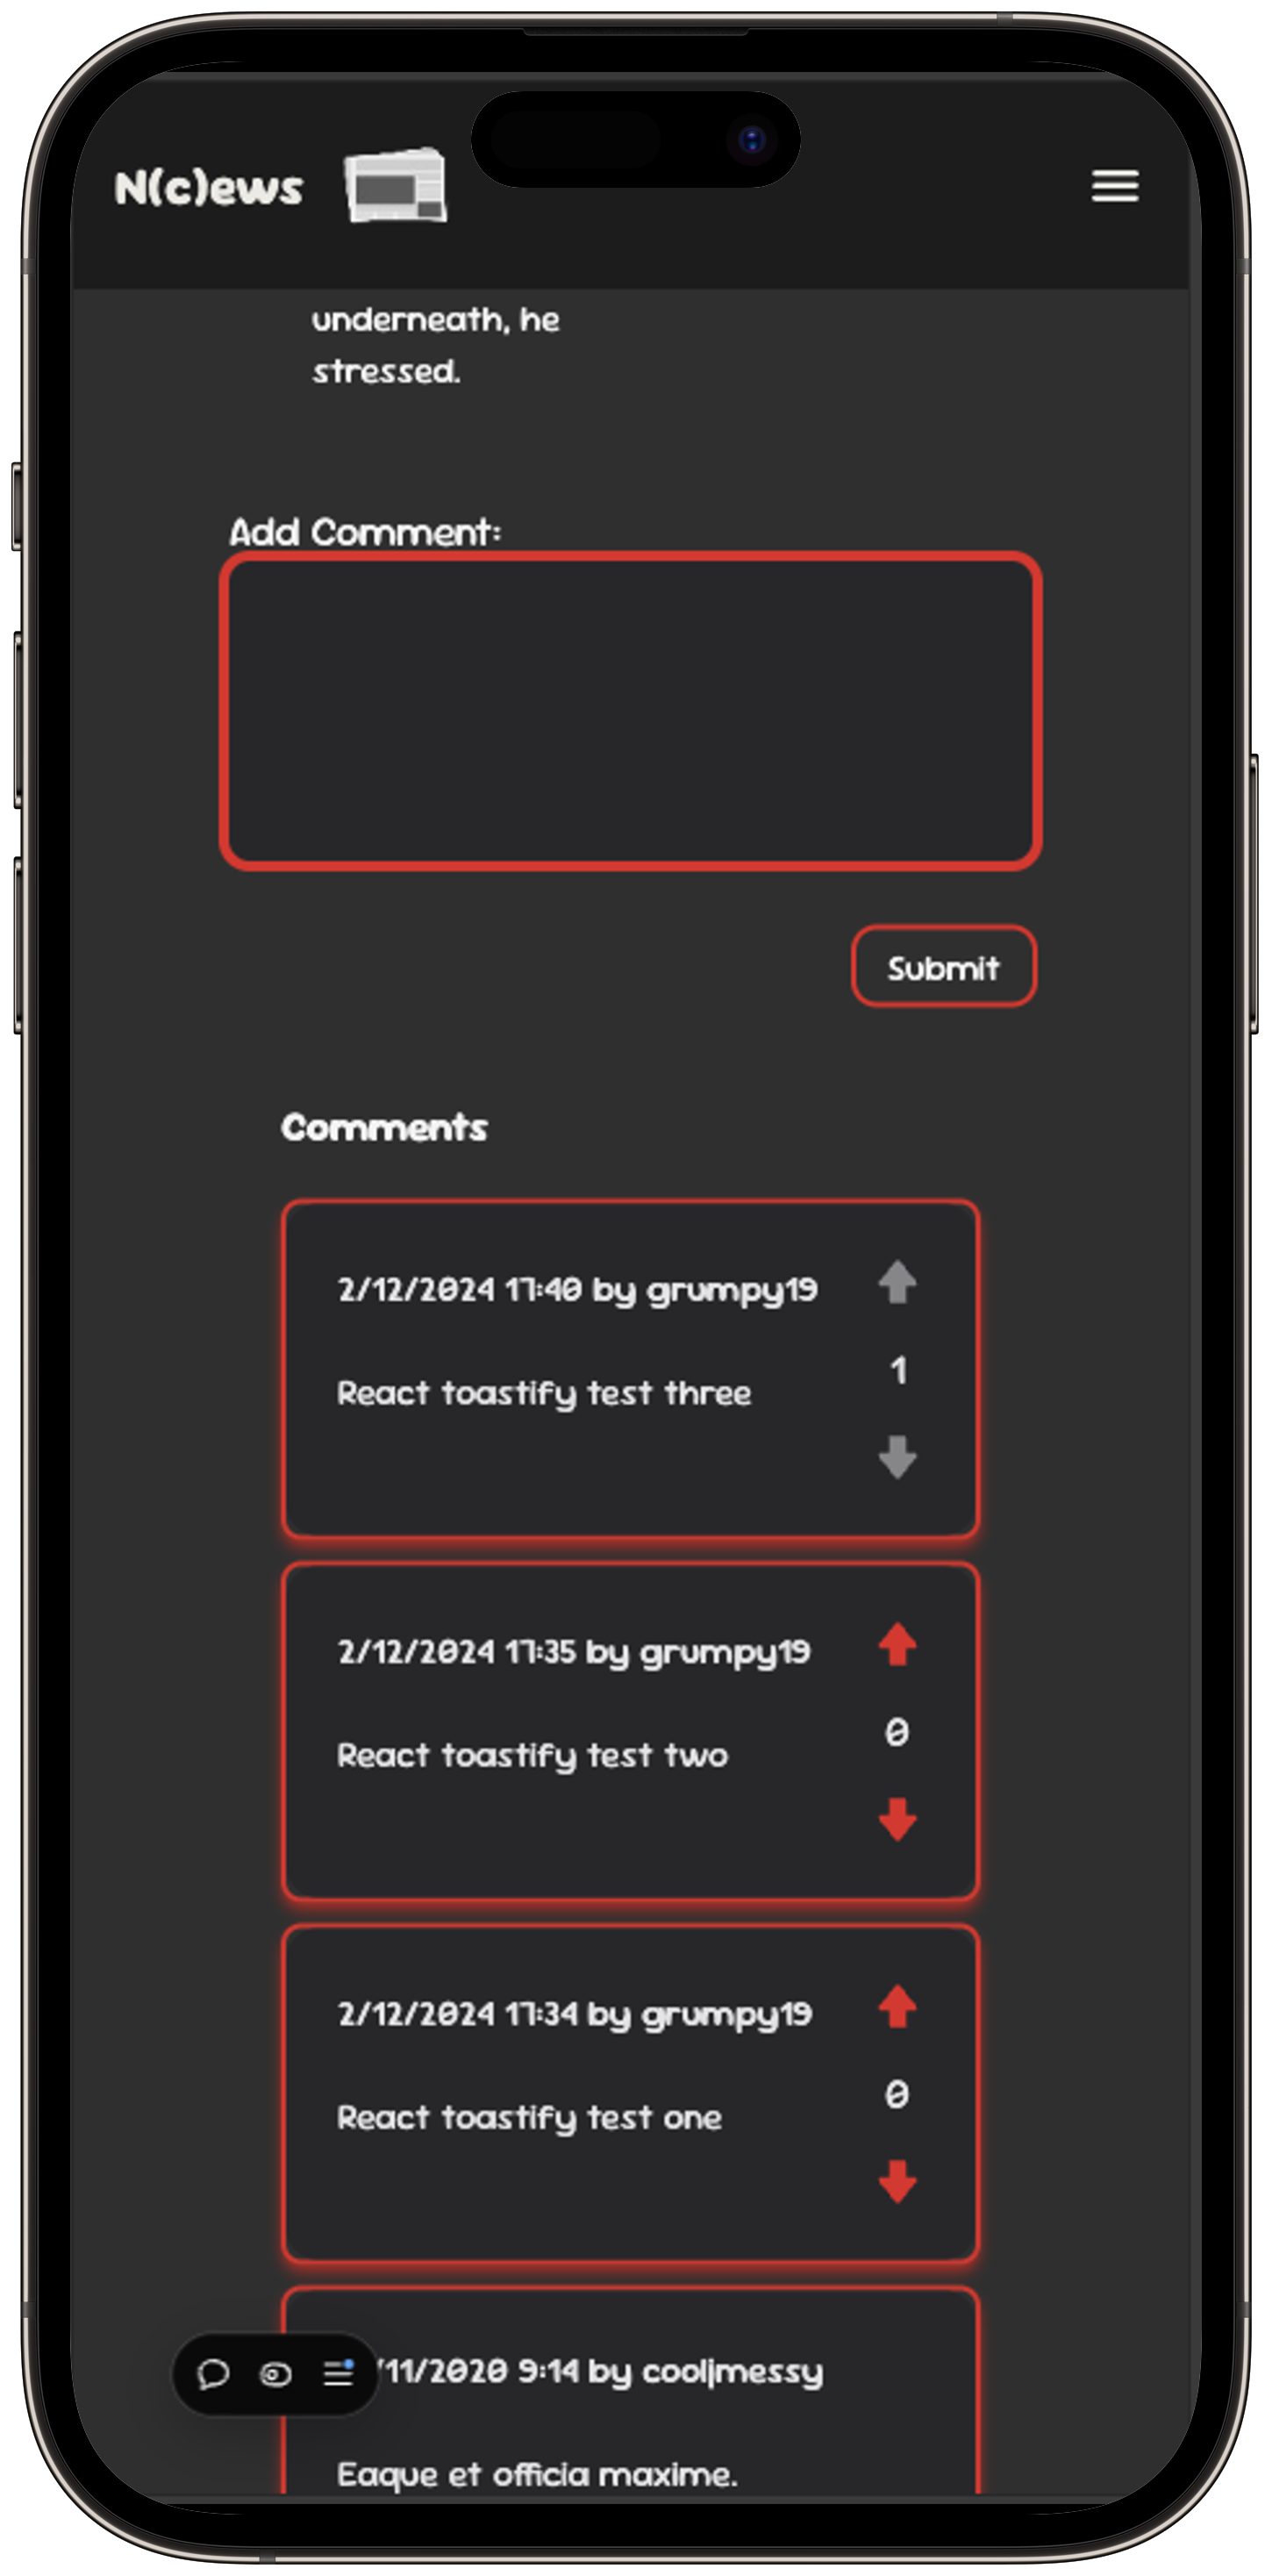 N(c)ews
underneath, he
stressed.
Add Comment:
Submit
Comments
2/12/2024 17:40 by grumpy19
1
React toastify test three
2/12/2024 17:35 by grumpy19
0
React toastify test two
2/12/2024 17:34 by grumpy19
0
React toastify test one
/11/2020 9:14 by cooljmessy
Eaque et officia maxime.